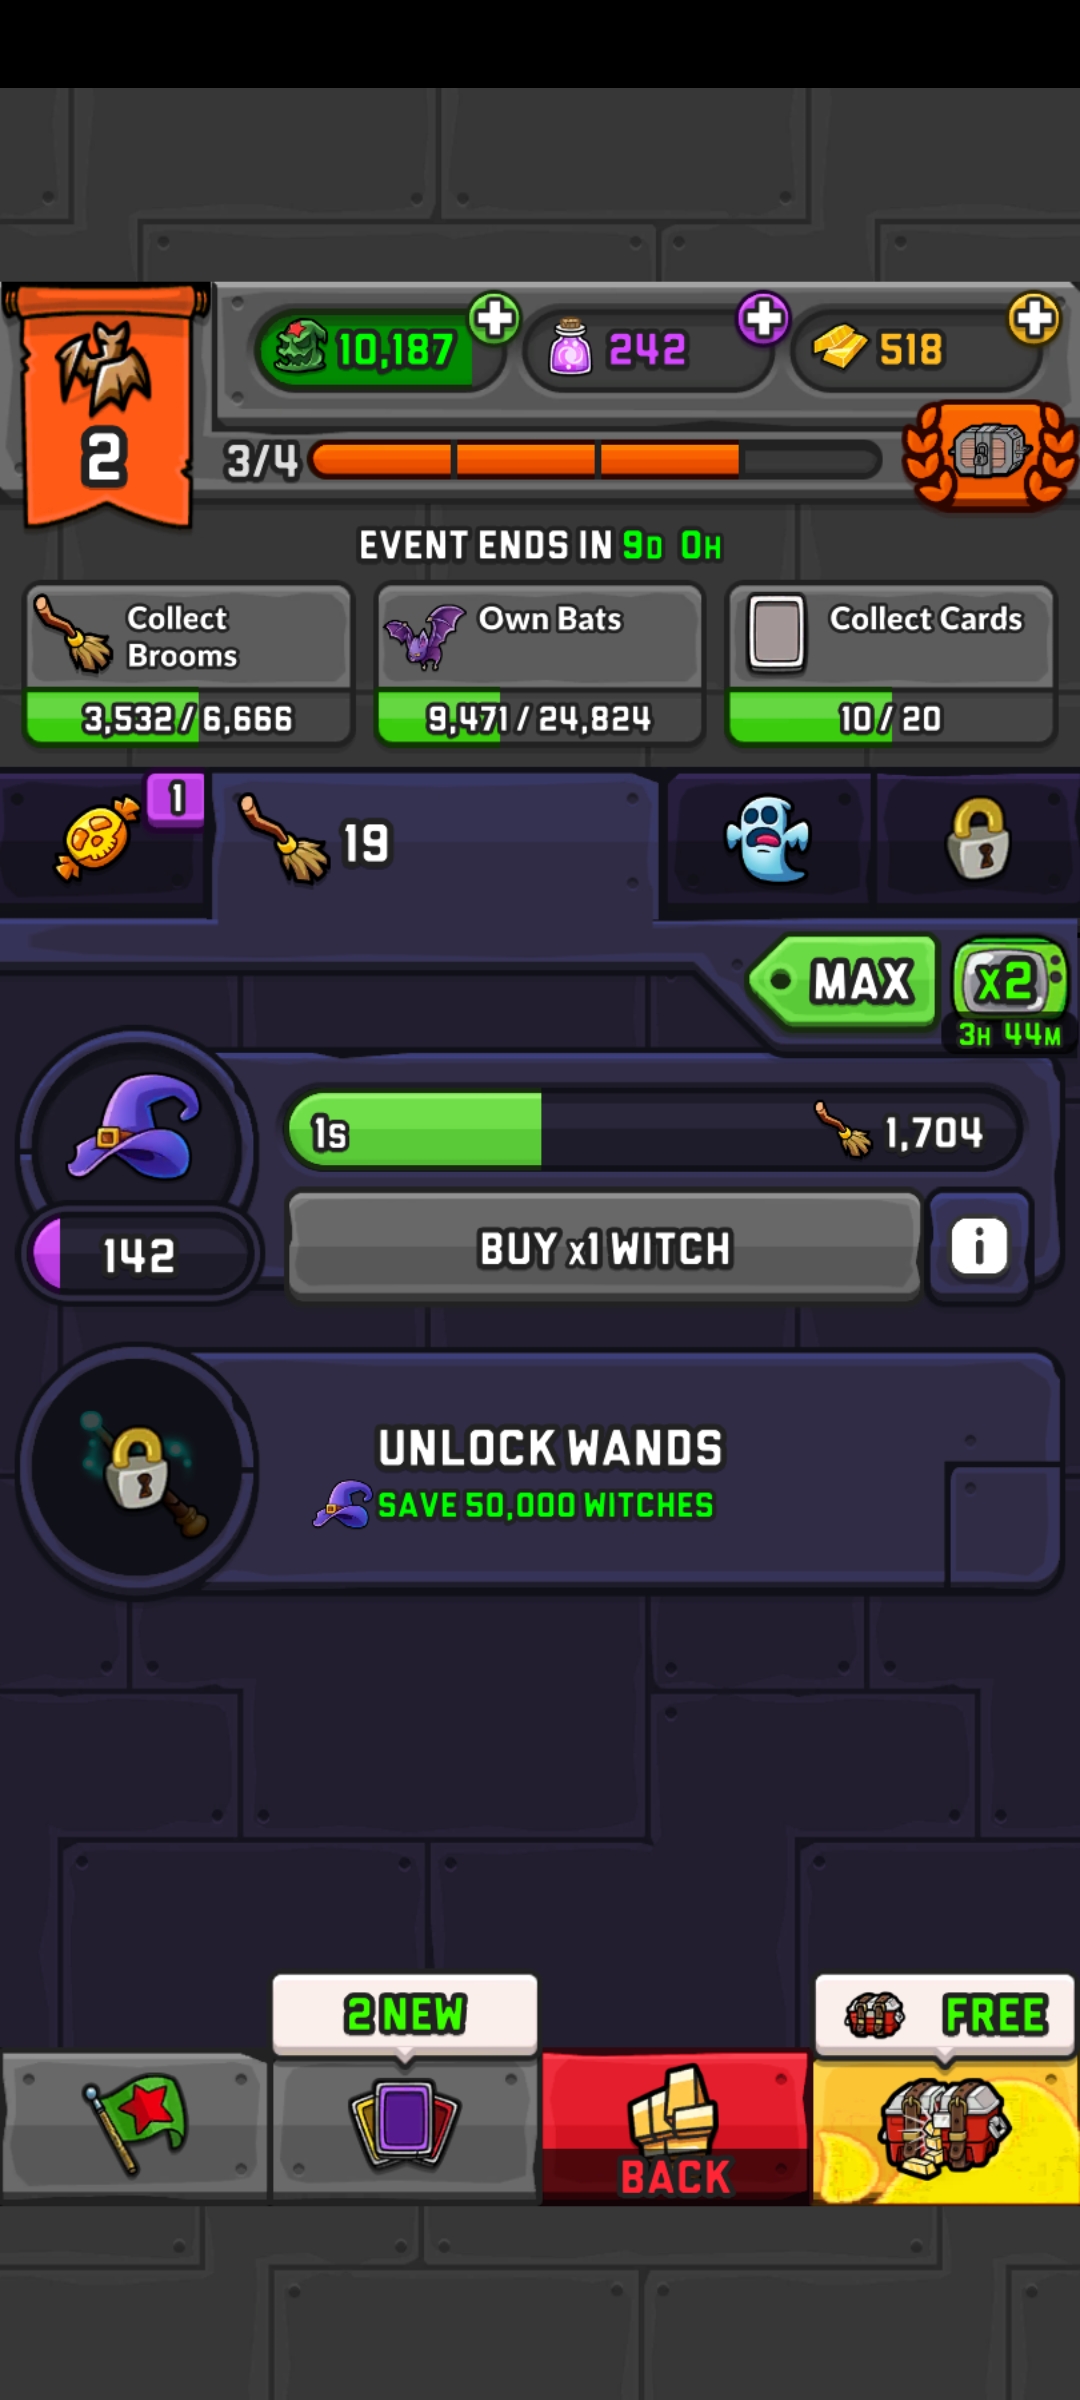 10,187
242
518
2
3/4
EVENT ENDS IN 9D 0H
Collect
Brooms
3,532 / 6,666
Own Bats
9,471 / 24,824
Collect Cards
10 / 20
1
19
MAX
x2
3H 44M
1s
1,704
142
BUY x1 WITCH
i
UNLOCK WANDS
SAVE 50,000 WITCHES
2 NEW
FREE
BACK